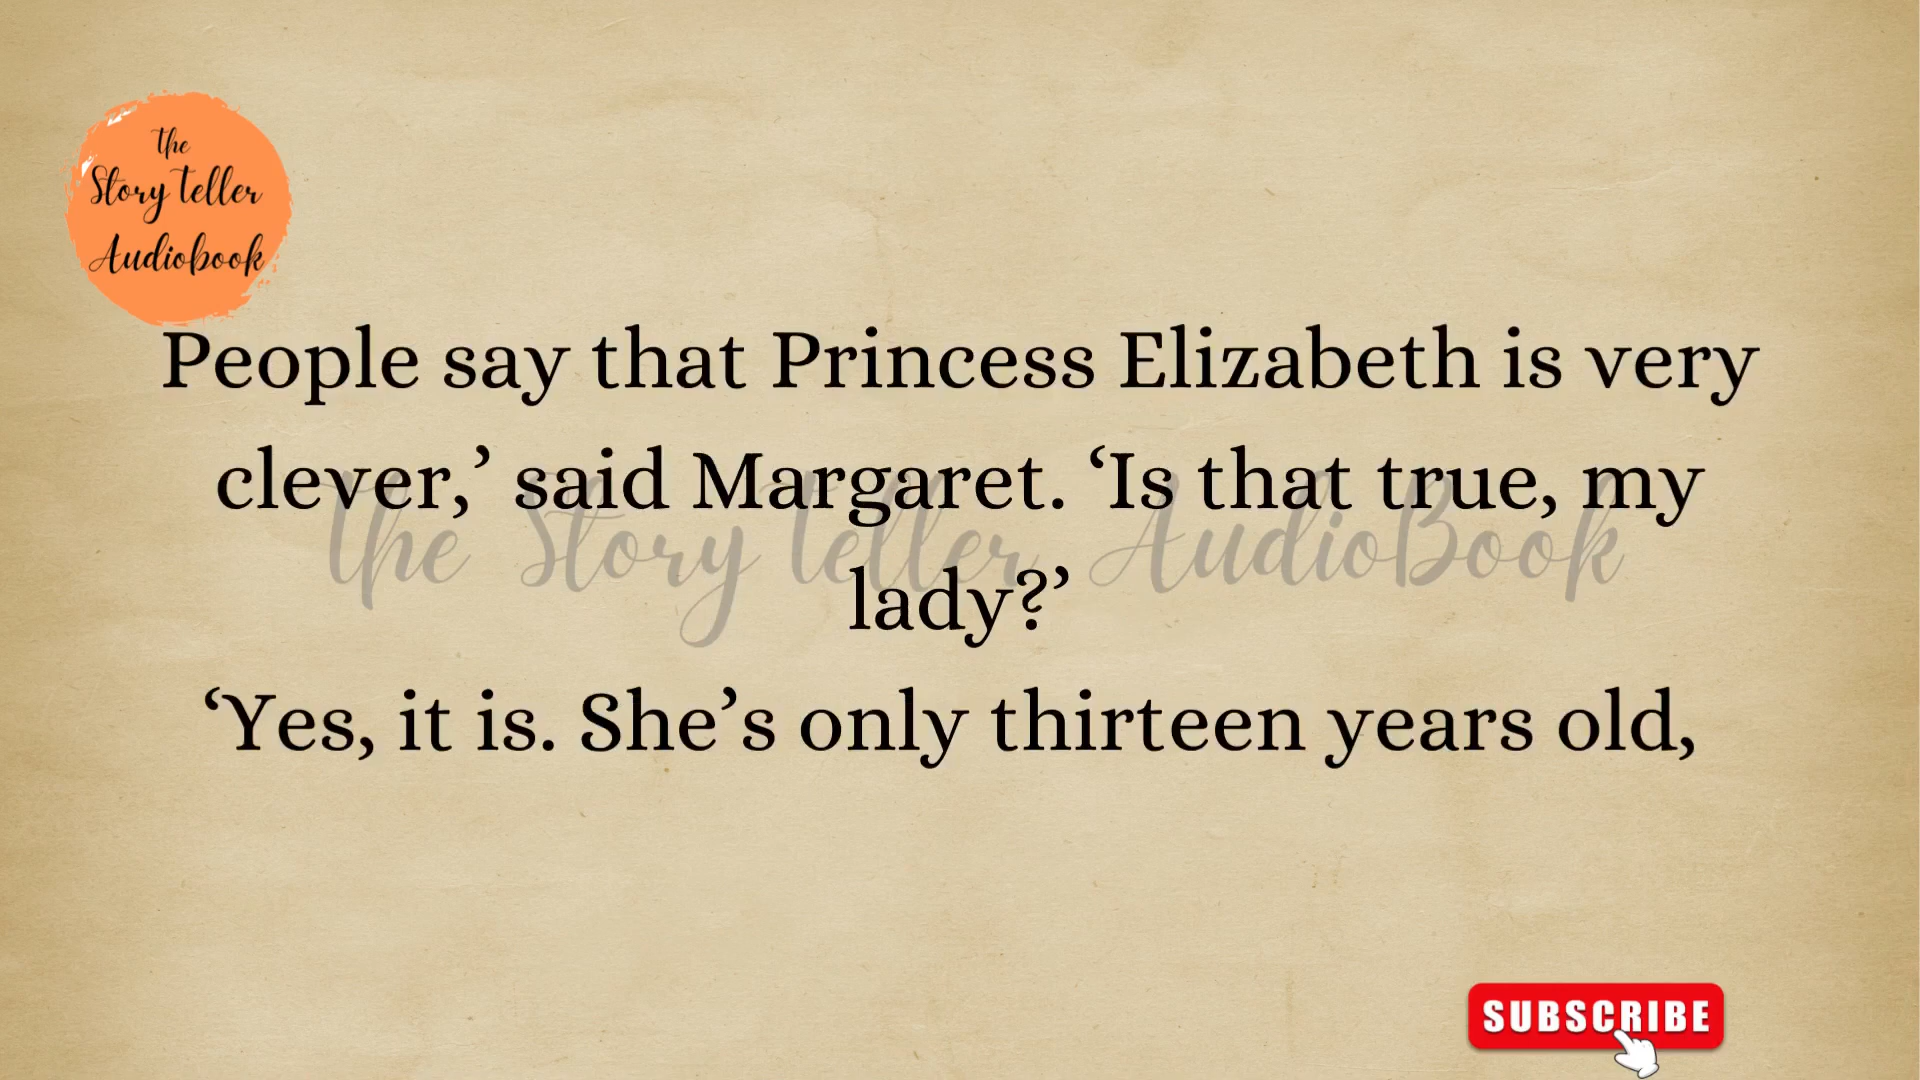 the
Story Teller
Audiobook
People say that Princess Elizabeth is very
clever,’ said Margaret. ‘Is that true, my
lady?’
‘Yes, it is. She’s only thirteen years old,
The Story Teller AudioBook
SUBSCRIBE